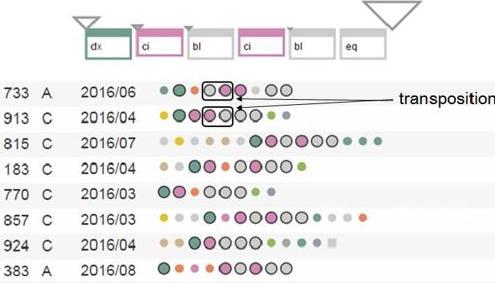 dx ci bl ci bl eq
733 A 2016/06
transposition
913 C 2016/04
815 C 2016/07
183 C 2016/04
770 C 2016/03
857 C 2016/03
924 C 2016/04
383 A 2016/08